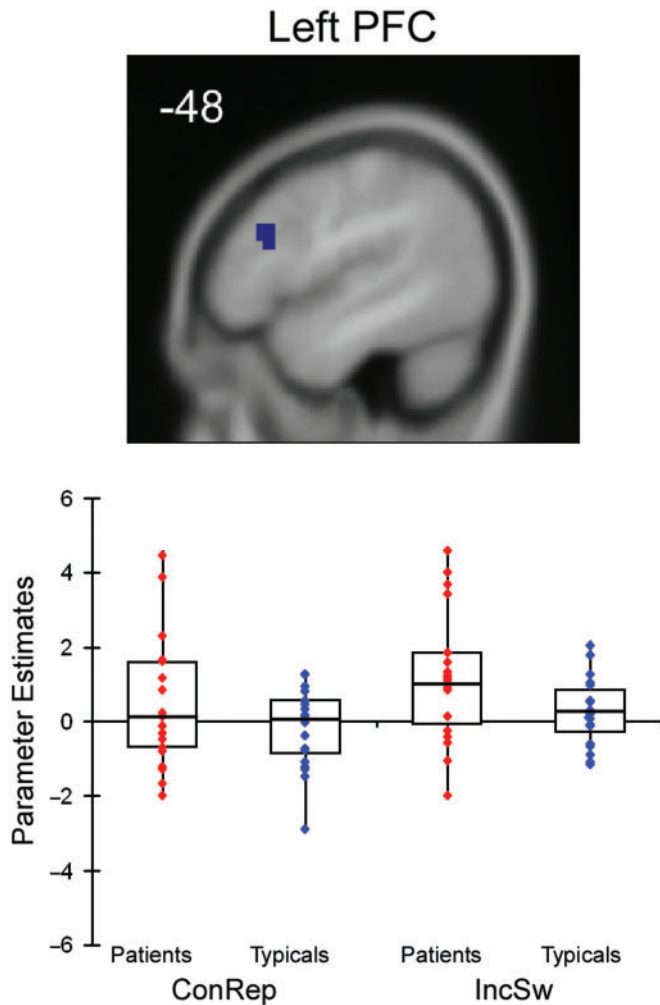 Left PFC
-48
6
4
2
0
–2
–4
–6
Parameter Estimates
Patients Typicals Patients Typicals
ConRep IncSw